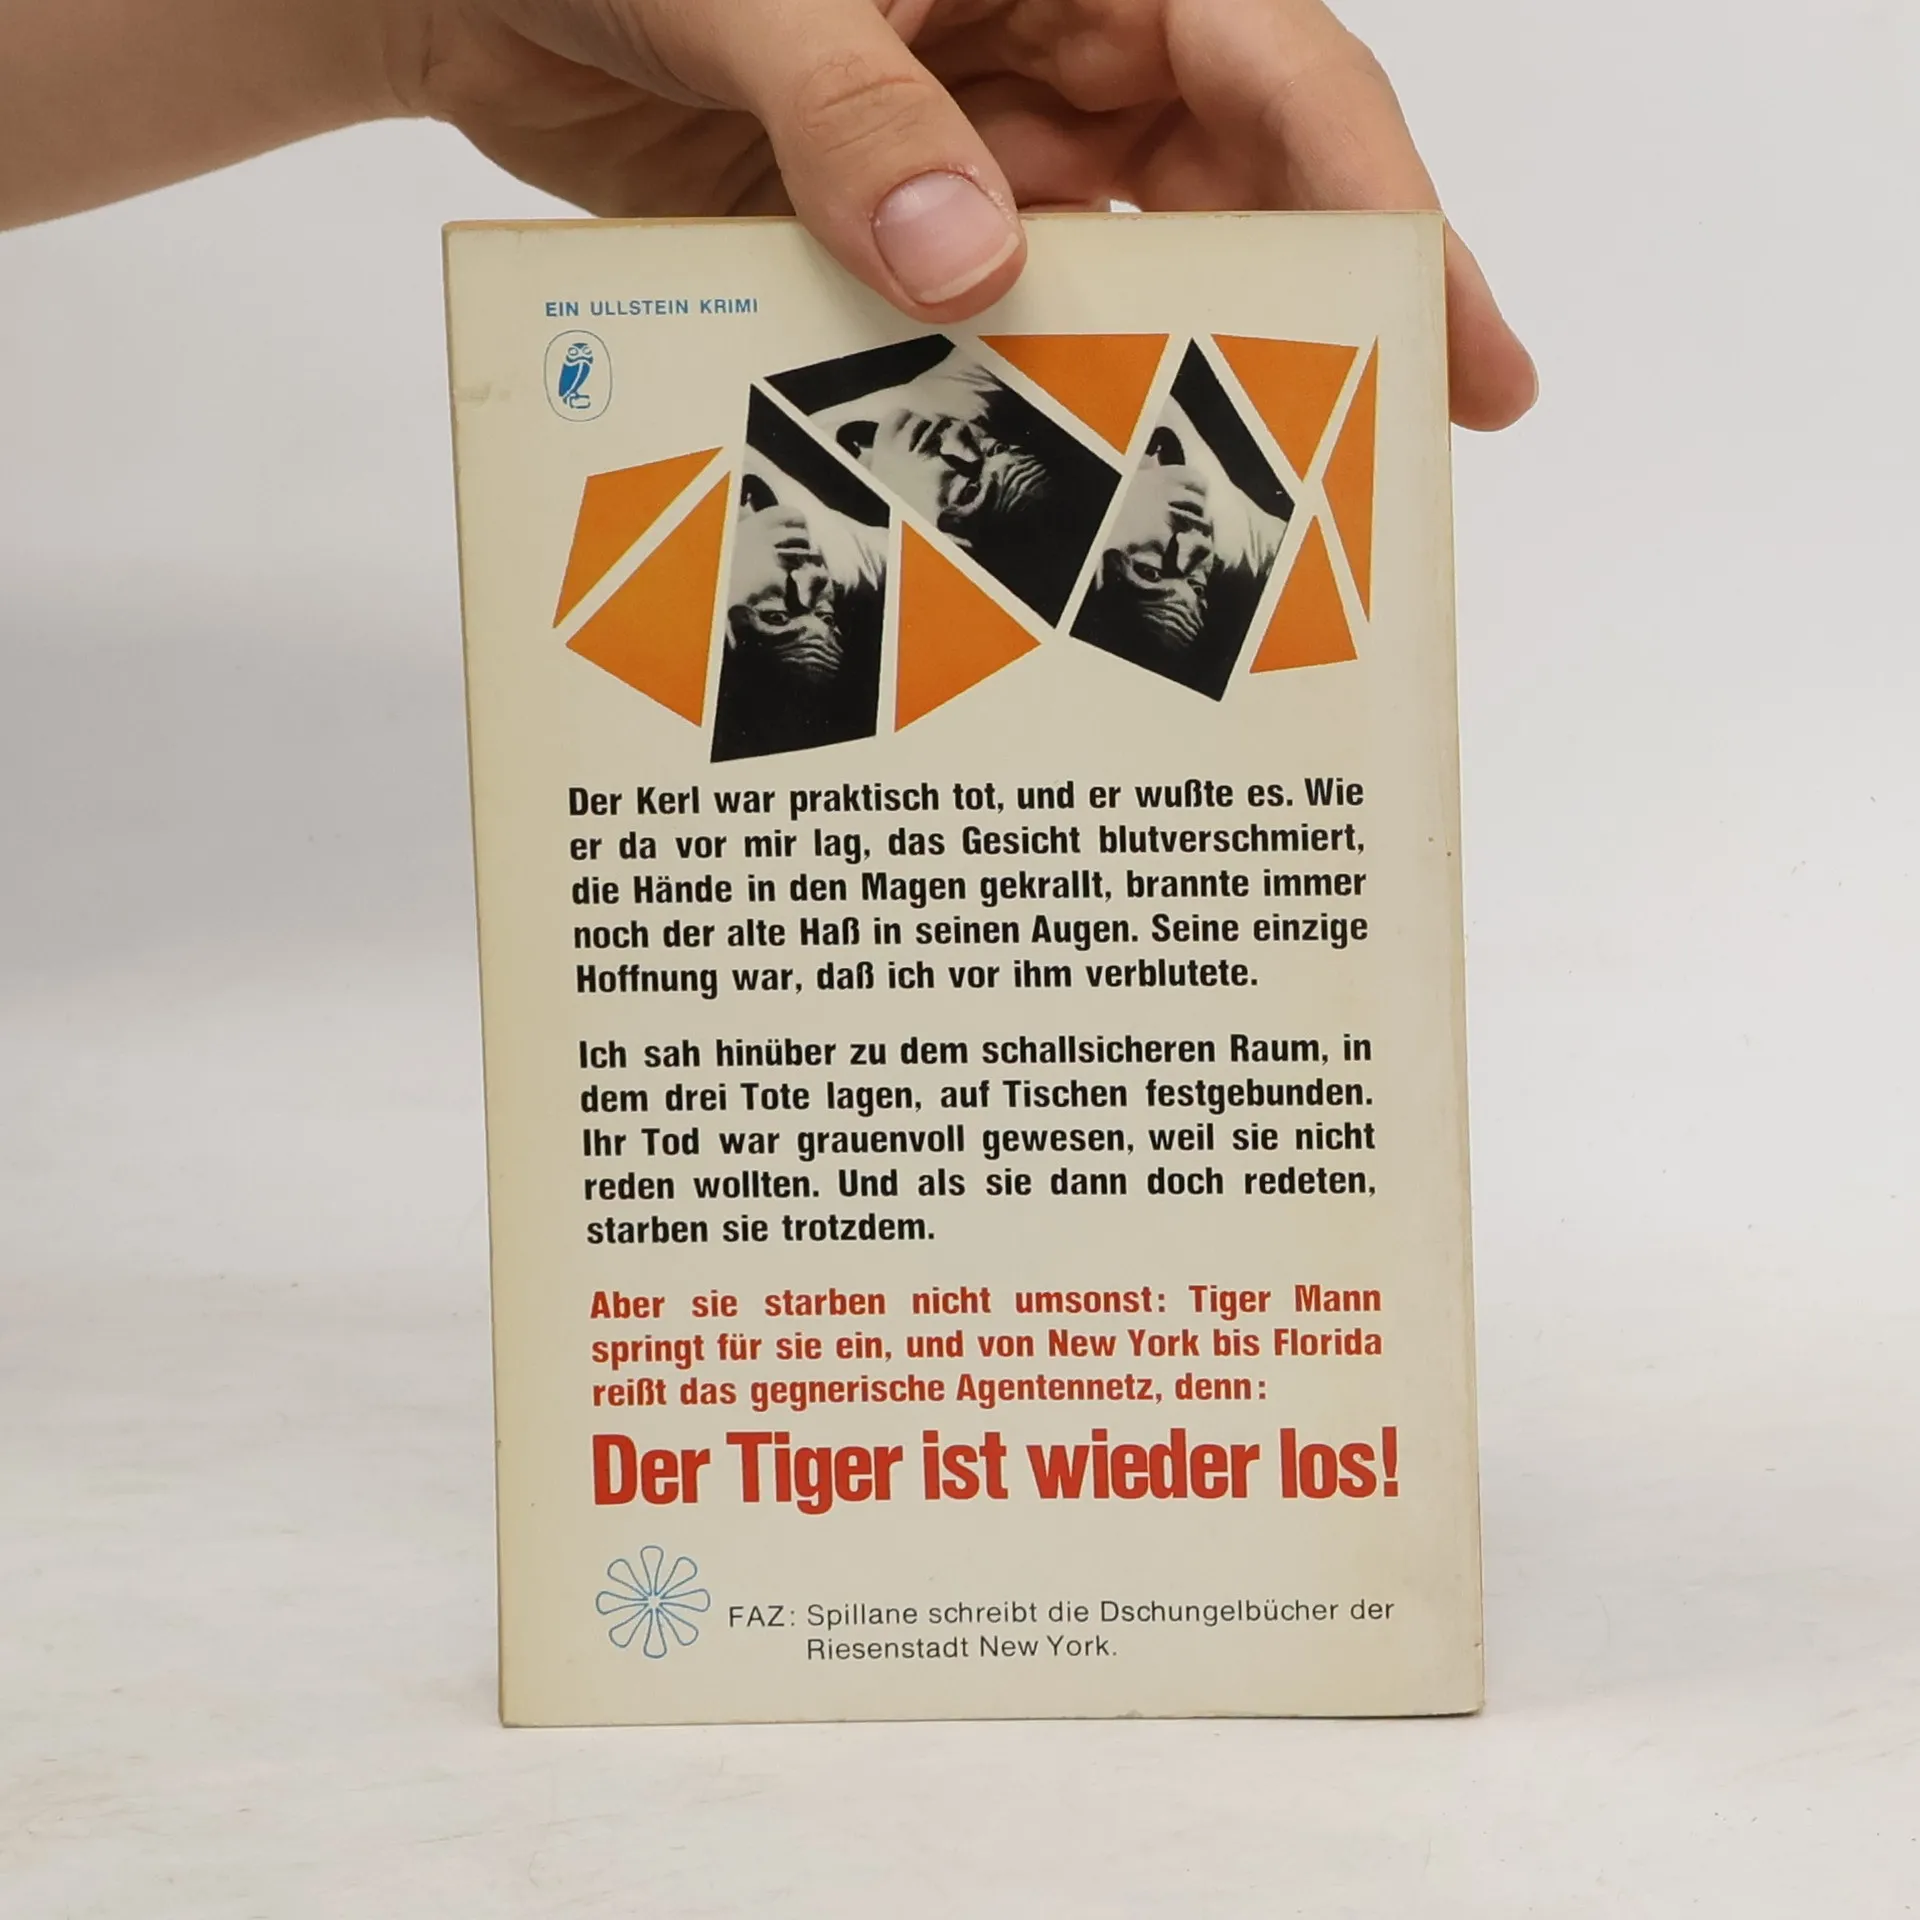 EIN ULLSTEIN KRIMI
Der Kerl war praktisch tot, und er wußte es. Wie
er da vor mir lag, das Gesicht blutverschmiert,
die Hände in den Magen gekrallt, brannte immer
noch der alte Haß in seinen Augen. Seine einzige
Hoffnung war, daß ich vor ihm verblutete.
Ich sah hinüber zu dem schallsicheren Raum, in
dem drei Tote lagen, auf Tischen festgebunden.
Ihr Tod war grauenvoll gewesen, weil sie nicht
reden wollten. Und als sie dann doch redeten,
starben sie trotzdem.
Aber sie starben nicht umsonst: Tiger Mann
springt für sie ein, und von New York bis Florida
reißt das gegnerische Agentennetz, denn:
Der Tiger ist wieder los!
FAZ: Spillane schreibt die Dschungelbücher der
Riesenstadt New York.